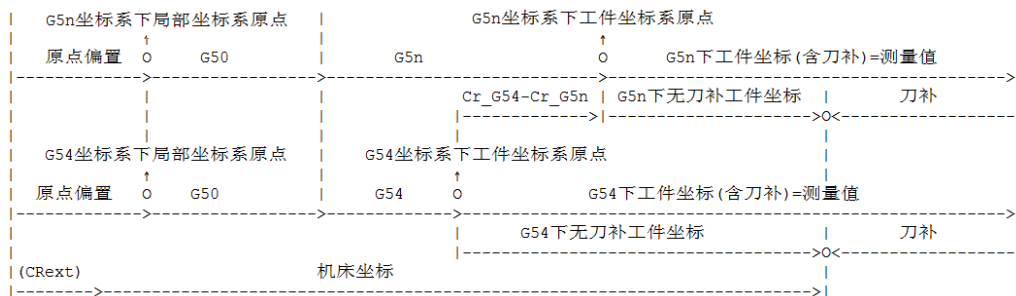 G5n坐标系下局部坐标系原点 G5n坐标系下工件坐标系原点
原点偏置 O G50 G5n O G5n下工件坐标(含刀补)=测量值
Cr_G54-Cr_G5n G5n下无刀补工件坐标 O 刀补
G54坐标系下局部坐标系原点 G54坐标系下工件坐标系原点
原点偏置 O G50 G54 O G54下工件坐标(含刀补)=测量值
G54下无刀补工件坐标 O 刀补
(CRext) 机床坐标